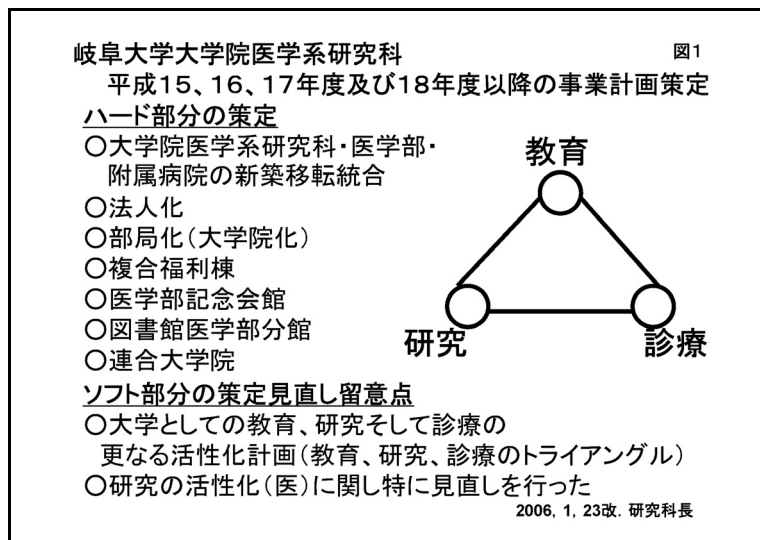 岐阜大学大学院医学系研究科
図1
平成15、16、17年度及び18年度以降の事業計画策定
ハード部分の策定
〇大学院医学系研究科・医学部・
附属病院の新築移転統合
〇法人化
〇部局化（大学院化）
〇複合福利棟
〇医学部記念会館
〇図書館医学部分館
〇連合大学院
教育
研究
診療
ソフト部分の策定見直し留意点
〇大学としての教育、研究そして診療の
更なる活性化計画（教育、研究、診療のトライアングル）
〇研究の活性化（医）に関し特に見直しを行った
2006, 1, 23改. 研究科長